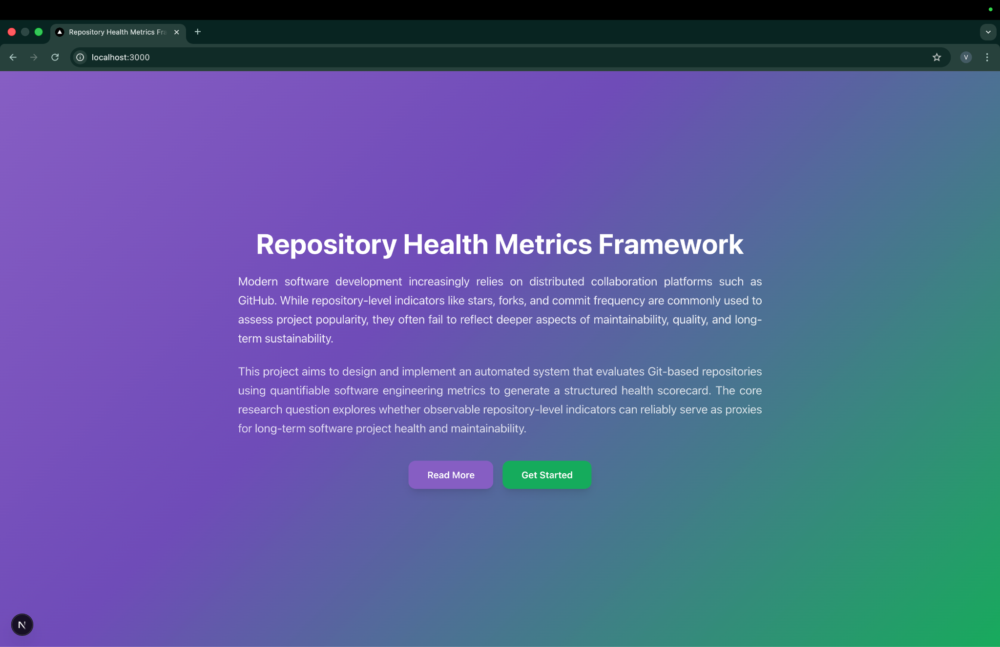 Repository Health Metrics Fra
localhost:3000
V
Repository Health Metrics Framework
Modern software development increasingly relies on distributed collaboration platforms such as
GitHub. While repository-level indicators like stars, forks, and commit frequency are commonly used to
assess project popularity, they often fail to reflect deeper aspects of maintainability, quality, and long-
term sustainability.
This project aims to design and implement an automated system that evaluates Git-based repositories
using quantifiable software engineering metrics to generate a structured health scorecard. The core
research question explores whether observable repository-level indicators can reliably serve as proxies
for long-term software project health and maintainability.
Read More
Get Started
N